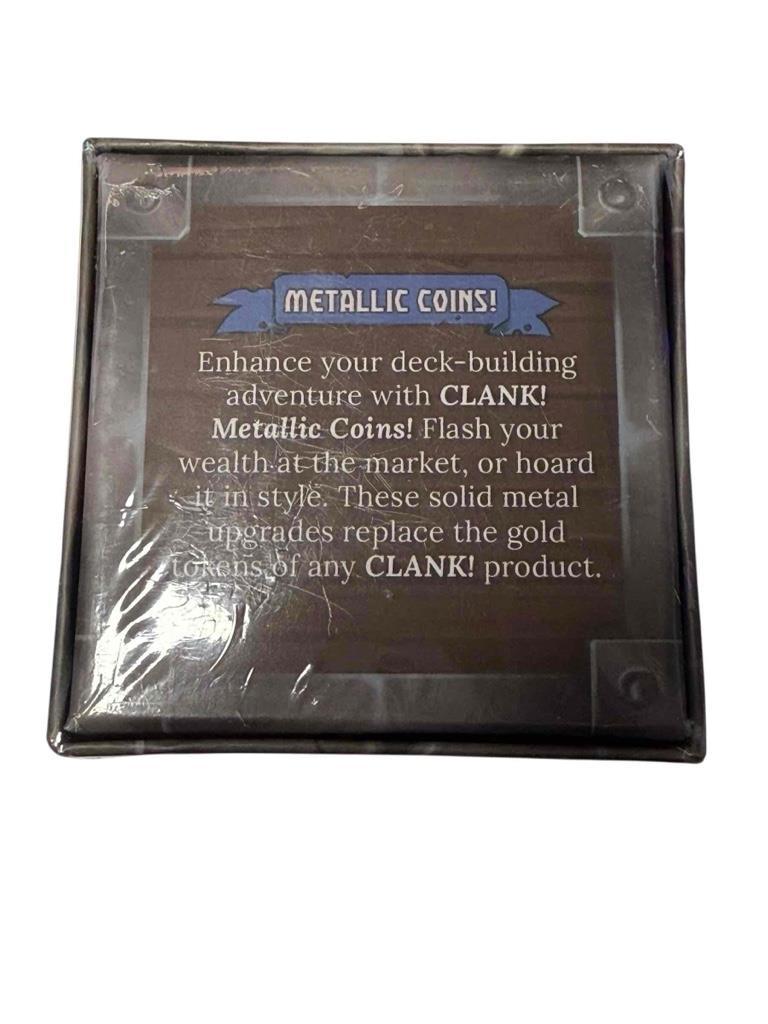 METALLIC COINS!
Enhance your deck-building
adventure with CLANK!
Metallic Coins! Flash your
wealth at the market, or hoard
it in style. These solid metal
upgrades replace the gold
tokens of any CLANK! product.